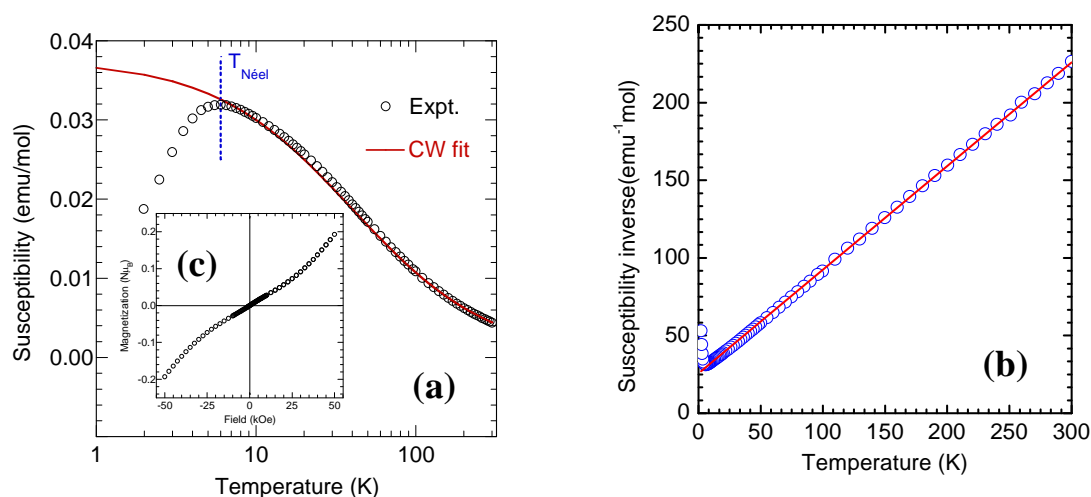 (a)
0.04
0.03
0.02
0.01
0.00
Susceptibility (emu/mol)
T Néel
Expt.
CW fit
1
10
100
Temperature (K)
(c)
0.2
0.1
0.0
-0.1
-0.2
Magnetization (NμB)
-50
-25
0
25
50
Field (kOe)
(a)
250
200
150
100
50
0
Susceptibility inverse(emu-1mol)
(b)
0
50
100
150
200
250
300
Temperature (K)